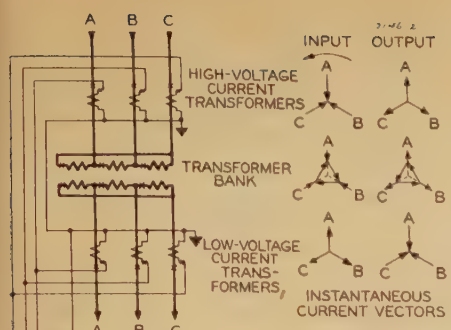 A B C
INPUT OUTPUT
HIGH-VOLTAGE
CURRENT
TRANSFORMERS
A A
C B C B
TRANSFORMER
BANK
A A
C B C B
LOW-VOLTAGE
CURRENT
TRANS-
FORMERS
A A
C B C B
INSTANTANEOUS
CURRENT VECTORS
A B C